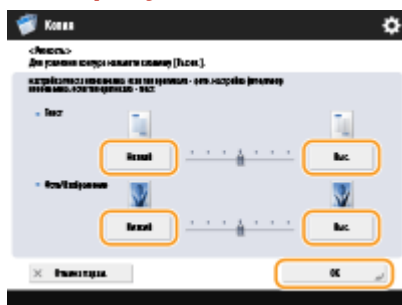 Копия
<Резкость>
Для усиления контура нажмите клавишу [Выс.].
Текст
Низкий
Выс.
Фото/Изображение
Низкий
Выс.
Отмена парам.
OK